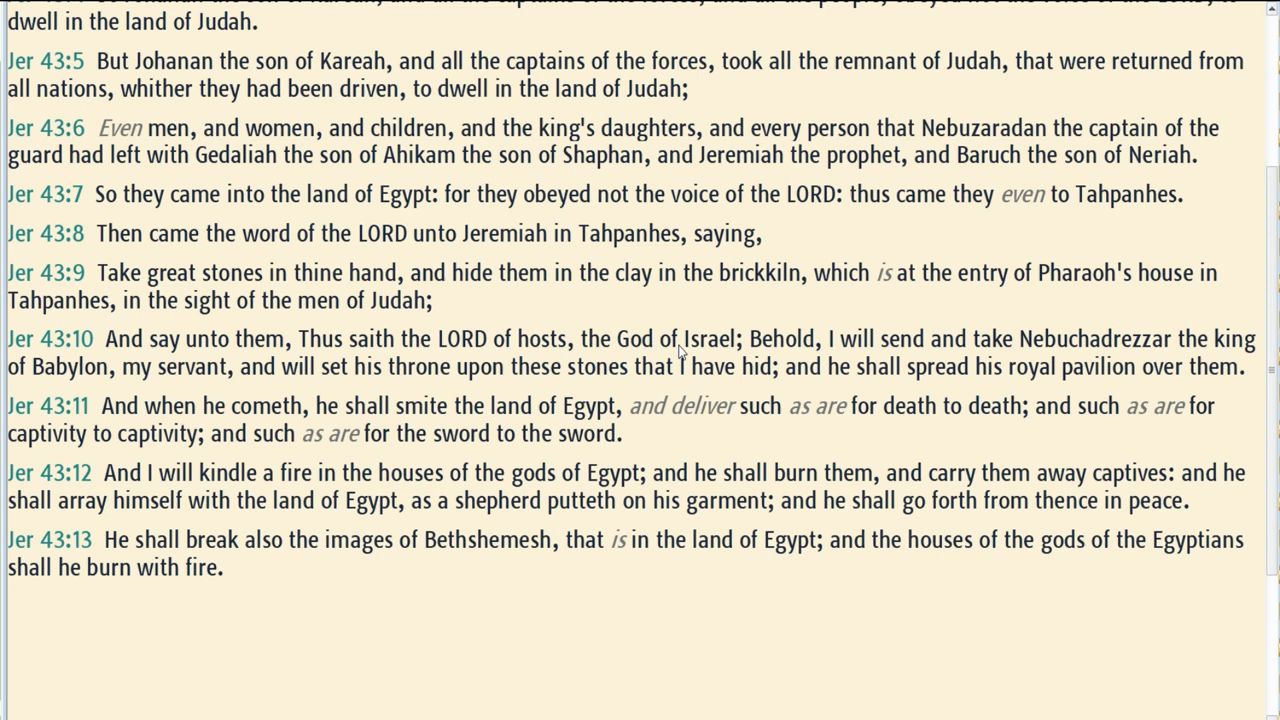 dwell in the land of Judah.
Jer 43:5 But Johanan the son of Kareah, and all the captains of the forces, took all the remnant of Judah, that were returned from
all nations, whither they had been driven, to dwell in the land of Judah;
Jer 43:6 Even men, and women, and children, and the king's daughters, and every person that Nebuzaradan the captain of the
guard had left with Gedaliah the son of Ahikam the son of Shaphan, and Jeremiah the prophet, and Baruch the son of Neriah.
Jer 43:7 So they came into the land of Egypt: for they obeyed not the voice of the LORD: thus came they even to Tahpanhes.
Jer 43:8 Then came the word of the LORD unto Jeremiah in Tahpanhes, saying,
Jer 43:9 Take great stones in thine hand, and hide them in the clay in the brickkiln, which is at the entry of Pharaoh's house in
Tahpanhes, in the sight of the men of Judah;
Jer 43:10 And say unto them, Thus saith the LORD of hosts, the God of Israel; Behold, I will send and take Nebuchadrezzar the king
of Babylon, my servant, and will set his throne upon these stones that I have hid; and he shall spread his royal pavilion over them.
Jer 43:11 And when he cometh, he shall smite the land of Egypt, and deliver such as are for death to death; and such as are for
captivity to captivity; and such as are for the sword to the sword.
Jer 43:12 And I will kindle a fire in the houses of the gods of Egypt; and he shall burn them, and carry them away captives: and he
shall array himself with the land of Egypt, as a shepherd putteth on his garment; and he shall go forth from thence in peace.
Jer 43:13 He shall break also the images of Bethshemesh, that is in the land of Egypt; and the houses of the gods of the Egyptians
shall he burn with fire.